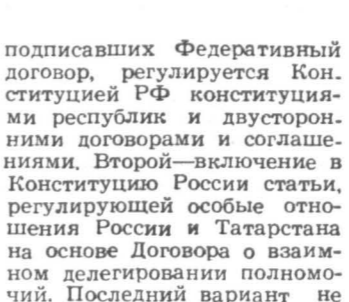 подписавших Федеративный
договор, регулируется Кон-
ституцией РФ конституция-
ми республик и двусторон-
ними договорами и соглаше-
ниями. Второй—включение в
Конституцию России статьи,
регулирующей особые отно-
шения России и Татарстана
на основе Договора о взаим-
ном делегировании полномо-
чий. Последний вариант не